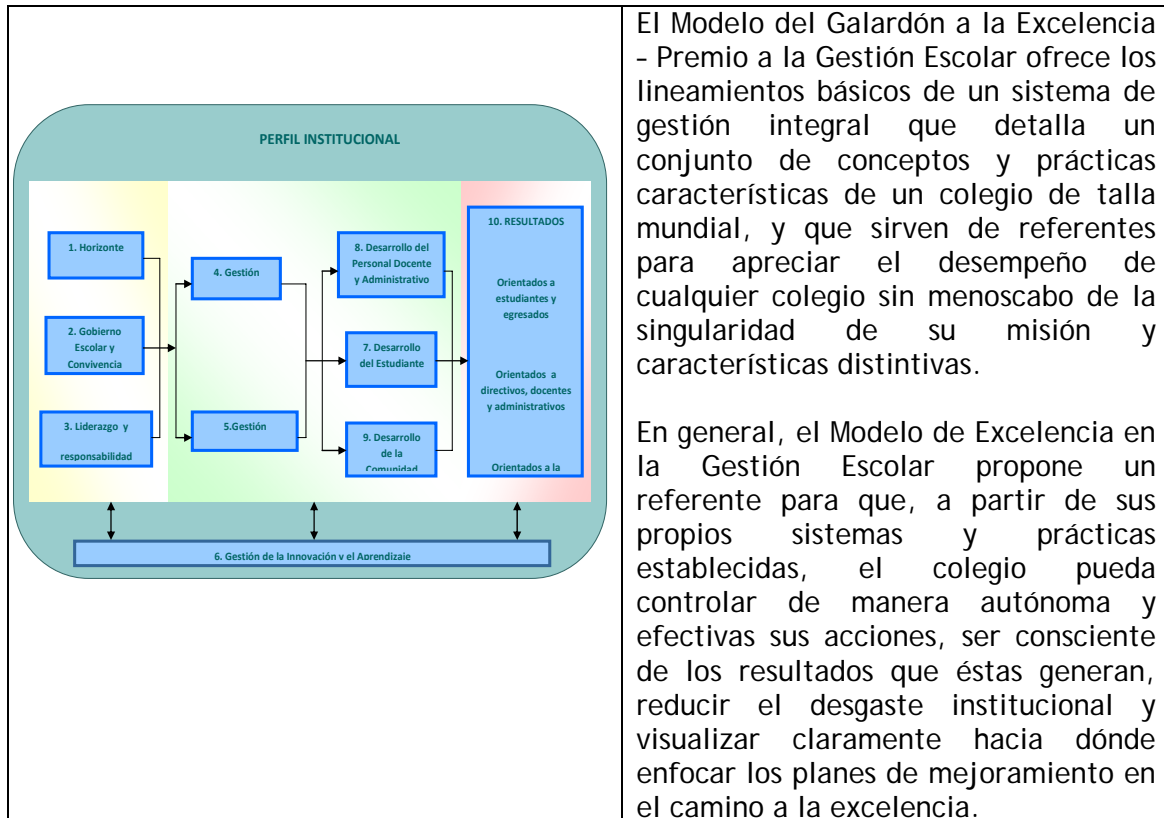 PERFIL INSTITUCIONAL
1. Horizonte
2. Gobierno
Escolar y
Convivencia
3. Liderazgo y
responsabilidad
4. Gestión
5.Gestión
8. Desarrollo del
Personal Docente
y Administrativo
7. Desarrollo
del Estudiante
9. Desarrollo
de la
Comunidad
10. RESULTADOS
Orientados a
estudiantes y
egresados
Orientados a
directivos, docentes
y administrativos
Orientados a la
6. Gestión de la Innovación y el Aprendizaje
El Modelo del Galardón a la Excelencia
– Premio a la Gestión Escolar ofrece los
lineamientos básicos de un sistema de
gestión integral que detalla un
conjunto de conceptos y prácticas
características de un colegio de talla
mundial, y que sirven de referentes
para apreciar el desempeño de
cualquier colegio sin menoscabo de la
singularidad de su misión y
características distintivas.
En general, el Modelo de Excelencia en
la Gestión Escolar propone un
referente para que, a partir de sus
propios sistemas y prácticas
establecidas, el colegio pueda
controlar de manera autónoma y
efectivas sus acciones, ser consciente
de los resultados que éstas generan,
reducir el desgaste institucional y
visualizar claramente hacia dónde
enfocar los planes de mejoramiento en
el camino a la excelencia.